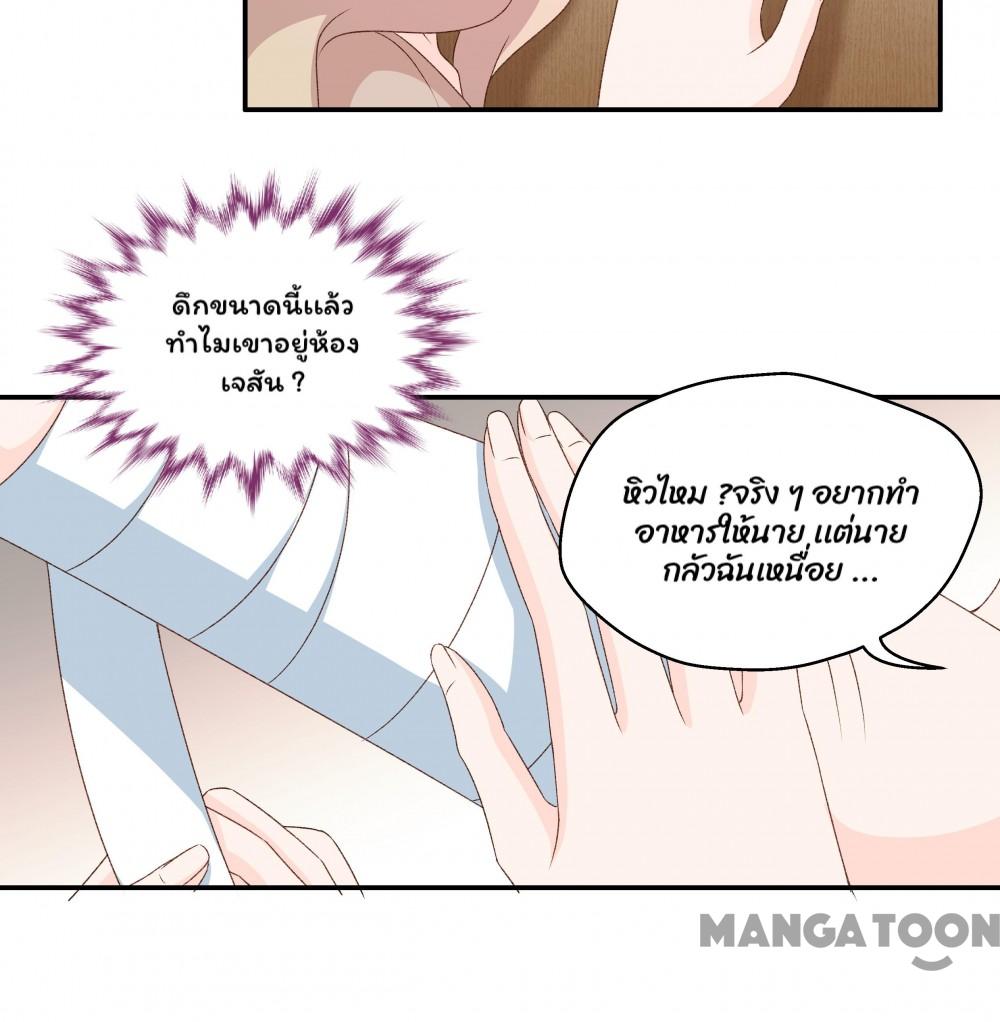 ดึกขนาดนี้แล้ว
ทำไมเขาอยู่ห้อง
เจสัน ?
หิวไหม ?จริง ๆ อยากทำ
อาหารให้นาย แต่นาย
กลัวฉันเหนื่อย ...
MANGATOON